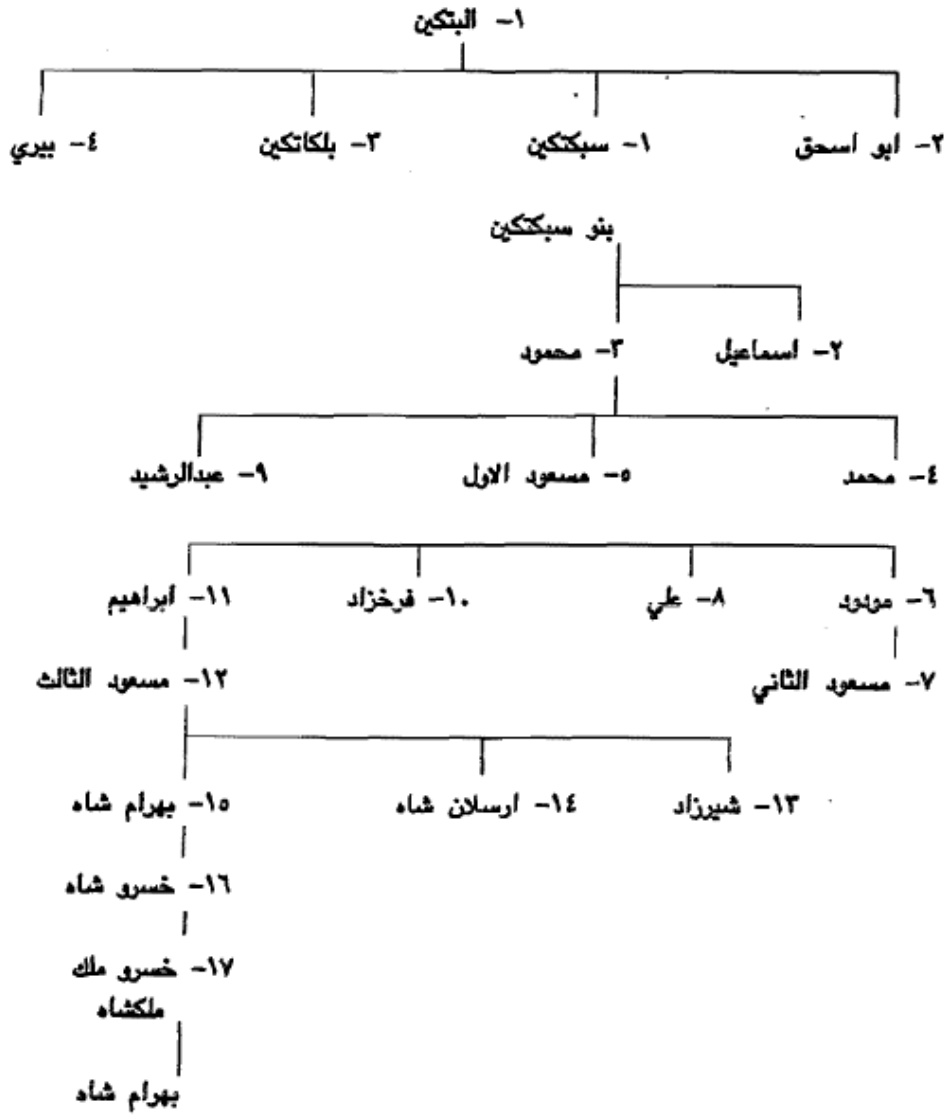 ١- البتكين
٢- ابو اسحق ١- سبكتكين ٣- بلكاتكين ٤- بيري
بنو سبكتكين
٢- اسماعيل ٣- محمود
٤- محمد ٥- مسعود الاول ٩- عبدالرشيد
٦- مودود ٨- علي ١٠- فرخزاد ١١- ابراهيم
٧- مسعود الثاني ١٢- مسعود الثالث
١٣- شيرزاد ١٤- ارسلان شاه ١٥- بهرام شاه
١٦- خسرو شاه
١٧- خسرو ملك
ملكشاه
بهرام شاه